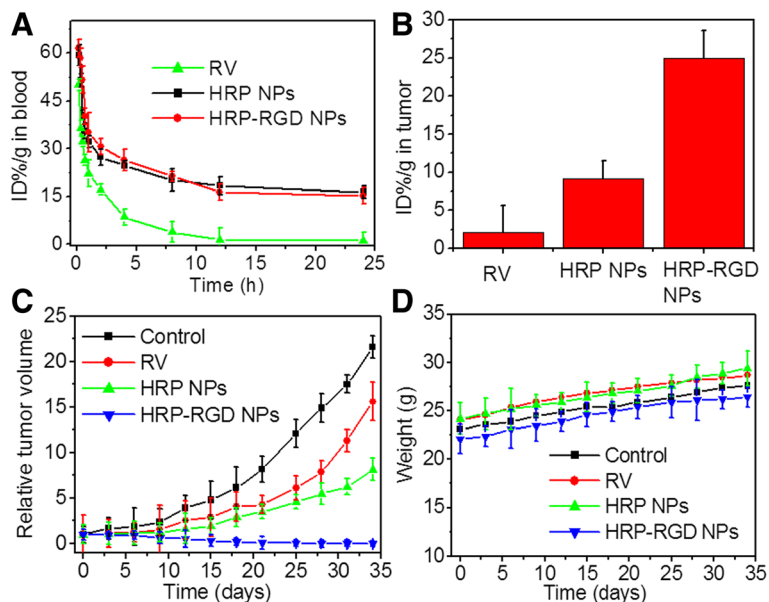 A
ID%/g in blood
60
45
30
15
0
RV
HRP NPs
HRP-RGD NPs
0 5 10 15 20 25
Time (h)
B
ID%/g in tumor
30
25
20
15
10
5
0
RV
HRP NPs
HRP-RGD
NPs
C
Relative tumor volume
25
20
15
10
5
0
Control
RV
HRP NPs
HRP-RGD NPs
0 5 10 15 20 25 30 35
Time (days)
D
Weight (g)
35
30
25
20
15
10
Control
RV
HRP NPs
HRP-RGD NPs
0 5 10 15 20 25 30 35
Time (days)